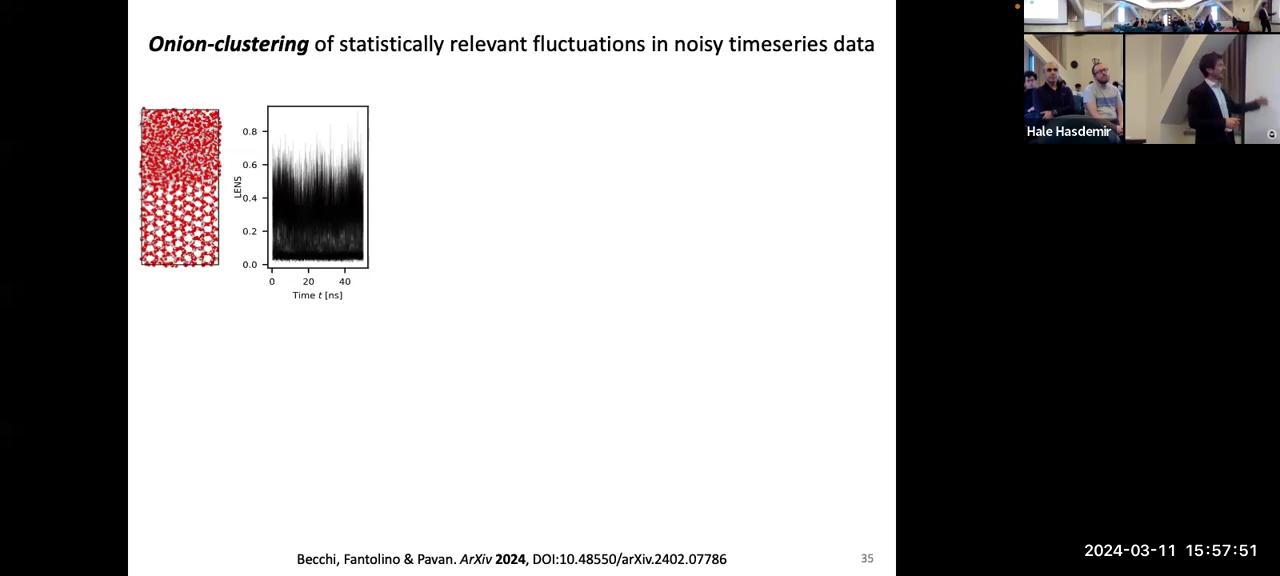 Onion-clustering of statistically relevant fluctuations in noisy timeseries data
0.8
0.6
LENS
0.4
0.2
0.0
0 20 40
Time t [ns]
Becchi, Fantolino & Pavan. ArXiv 2024, DOI:10.48550/arXiv.2402.07786
35
Hale Hasdemir
2024-03-11 15:57:51